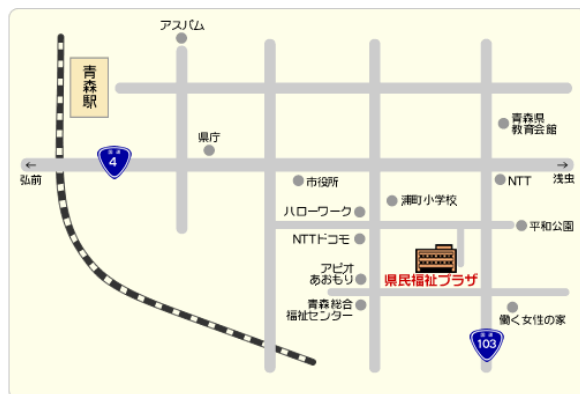 アスパム
青森駅
県庁
青森県
教育会館
国道
4
←
弘前
→
浅虫
市役所
NTT
浦町小学校
ハローワーク
平和公園
NTTドコモ
アピオ
あおもり
県民福祉プラザ
青森総合
福祉センター
働く女性の家
国道
103